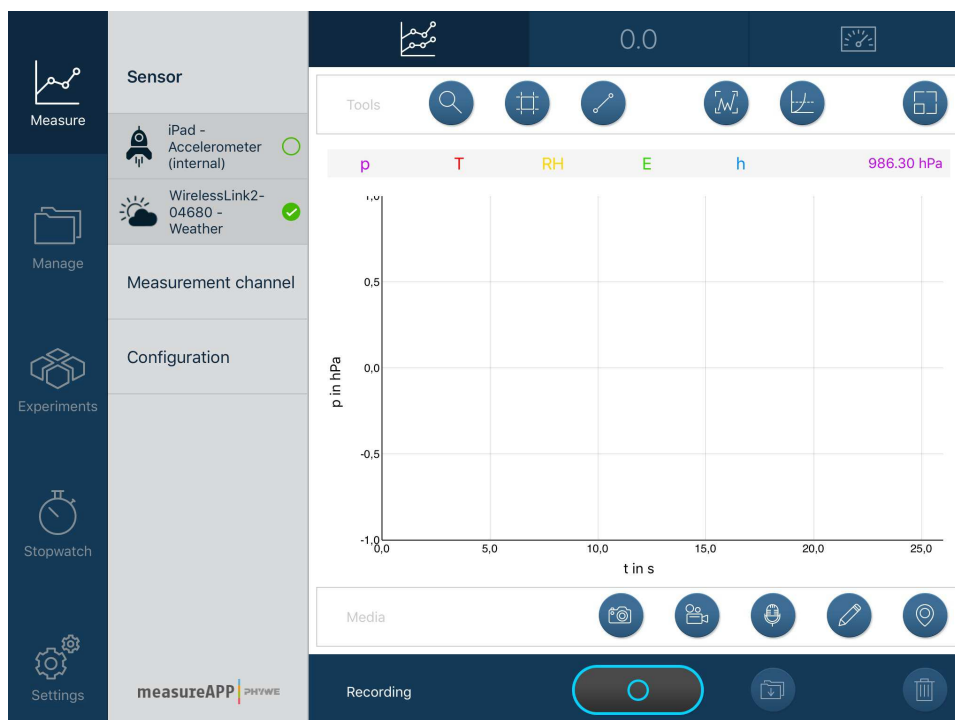 0.0
Measure
Sensor
Tools
iPad -
Accelerometer
(internal)
p T RH E h 986.30 hPa
WirelessLink2-
04680 -
Weather
1,0
Manage
Measurement channel
0,5
Configuration
0,0
p in hPa
Experiments
-0,5
Stopwatch
-1,0
0,0 5,0 10,0 15,0 20,0 25,0
t in s
Media
Settings
measureAPP PHYWE
Recording